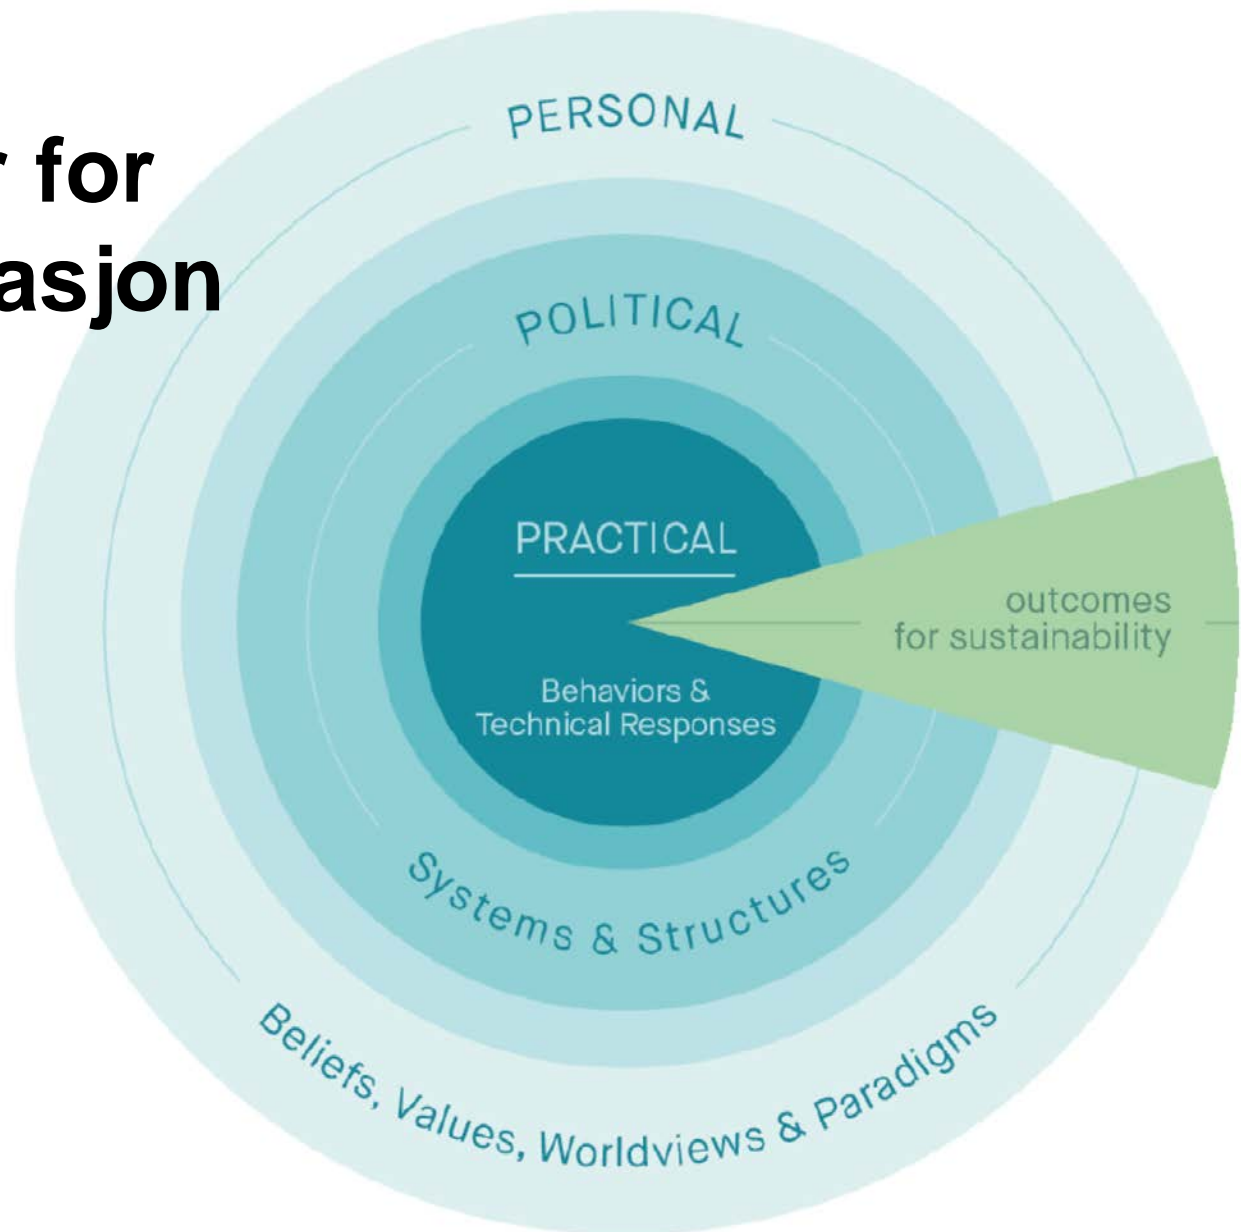 for
asjon
PERSONAL
POLITICAL
PRACTICAL
Behaviors &
Technical Responses
outcomes
for sustainability
Systems & Structures
Beliefs, Values, Worldviews & Paradigms